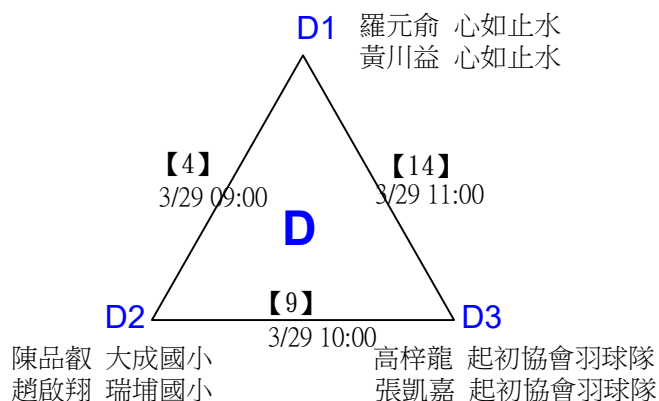 D1 羅元俞 心如止水
黃川益 心如止水
【4】
3/29 09:00
【14】
3/29 11:00
D
【9】
3/29 10:00
D2
陳品叡 大成國小
趙啟翔 瑞埔國小
D3
高梓龍 起初協會羽球隊
張凱嘉 起初協會羽球隊